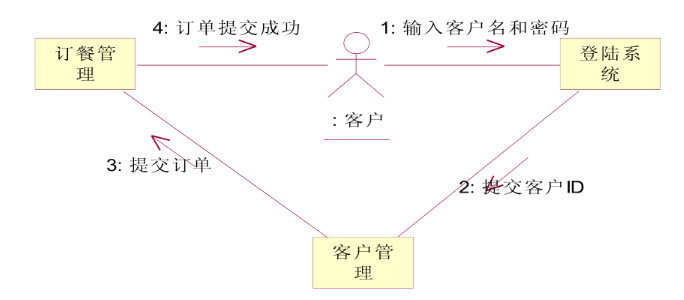 4: 订单提交成功
1: 输入客户名和密码
订餐管
理
登陆系
统
: 客户
3: 提交订单
2: 提交客户ID
客户管
理